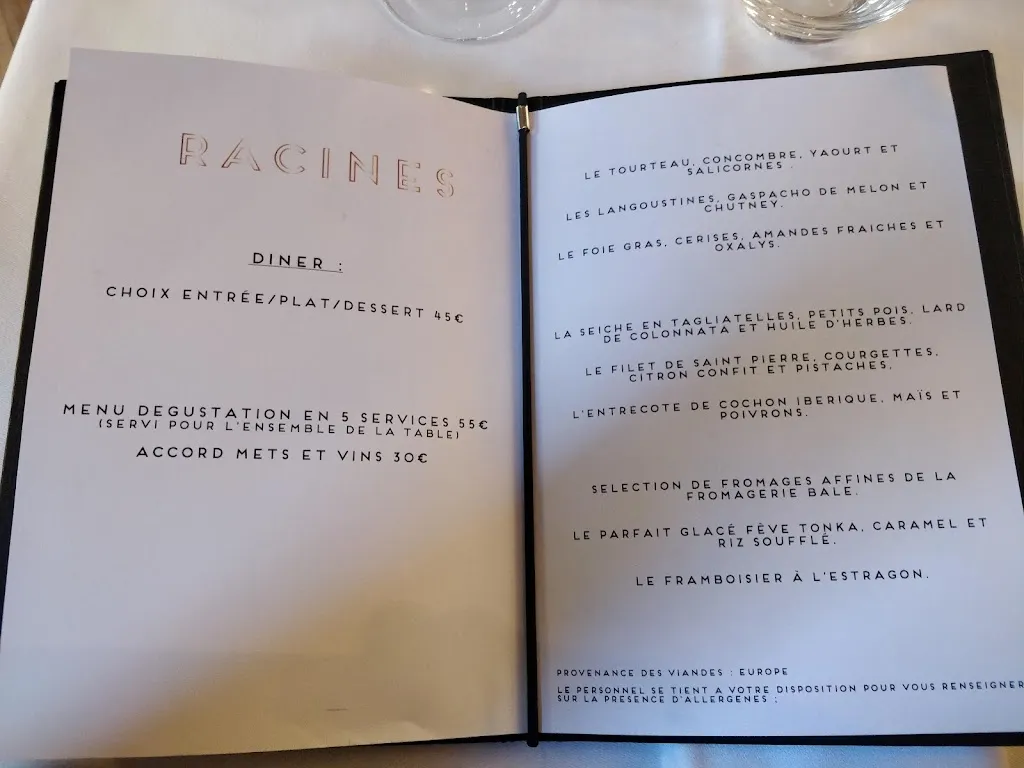 RACINES
DINER :
CHOIX ENTRÉE/PLAT/DESSERT 45€
MENU DEGUSTATION EN 5 SERVICES 55€
(SERVI POUR L'ENSEMBLE DE LA TABLE)
ACCORD METS ET VINS 30€
LE TOURTEAU, CONCOMBRE, YAOURT ET
SALICORNES .
LES LANGOUSTINES, GASPACHO DE MELON ET
CHUTNEY.
LE FOIE GRAS, CERISES, AMANDES FRAICHES ET
OXALYS.
LA SEICHE EN TAGLIATELLES, PETITS POIS, LARD
DE COLONNATA ET HUILE D'HERBES.
LE FILET DE SAINT PIERRE, COURGETTES,
CITRON CONFIT ET PISTACHES.
L'ENTRECOTE DE COCHON IBERIQUE, MAÏS ET
POIVRONS.
SELECTION DE FROMAGES AFFINES DE LA
FROMAGERIE BALE.
LE PARFAIT GLACÉ FÈVE TONKA, CARAMEL ET
RIZ SOUFFLÉ.
LE FRAMBOISIER À L'ESTRAGON.
PROVENANCE DES VIANDES : EUROPE
LE PERSONNEL SE TIENT A VOTRE DISPOSITION POUR VOUS RENSEIGNER
SUR LA PRESENCE D'ALLERGENES ;